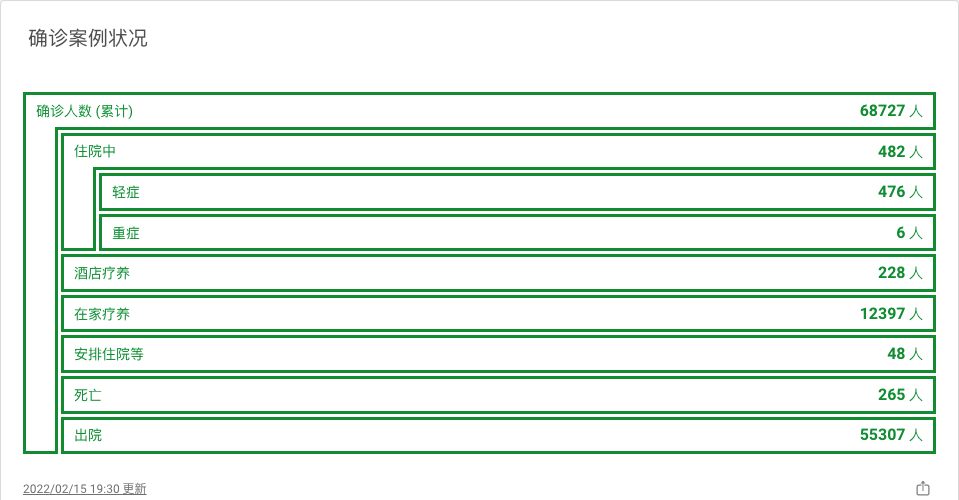 确诊案例状况
确诊人数 (累计) 68727 人
住院中 482 人
轻症 476 人
重症 6 人
酒店疗养 228 人
在家疗养 12397 人
安排住院等 48 人
死亡 265 人
出院 55307 人
2022/02/15 19:30 更新